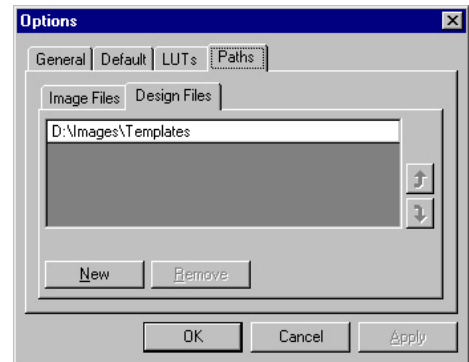 Options
General Default LUTs Paths
Image Files Design Files
D:\Images\Templates
New Remove
OK Cancel Apply